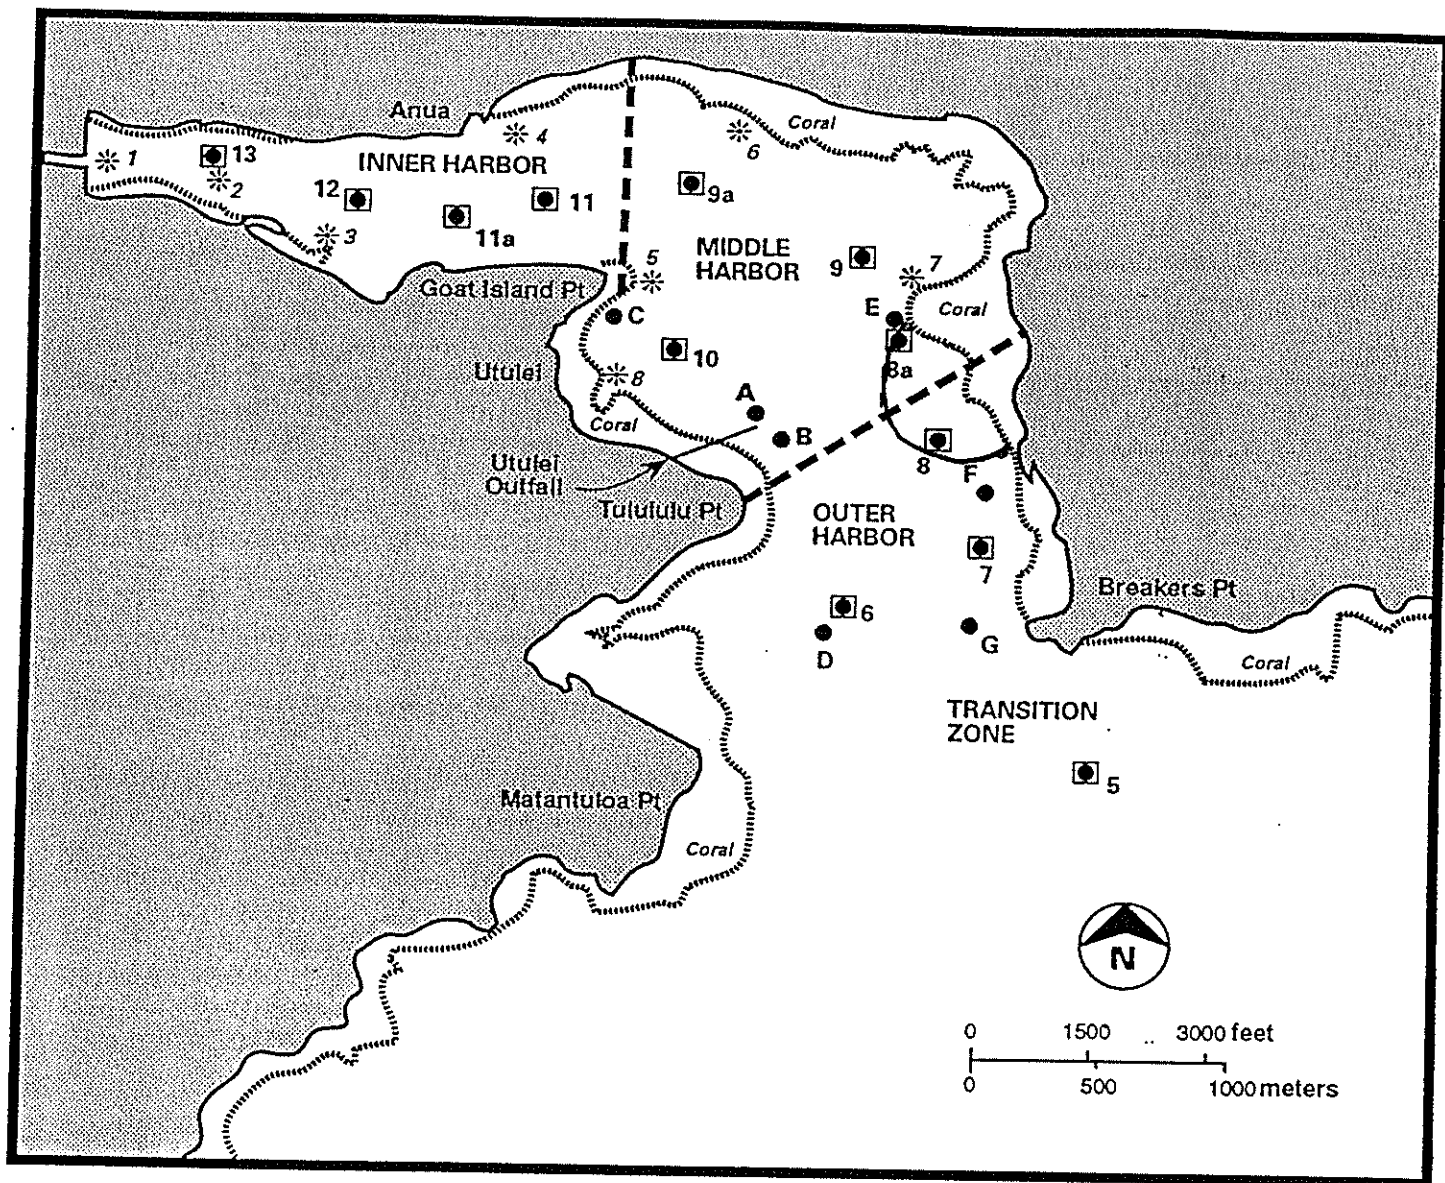 Anua
Coral
4
6
1
13
INNER HARBOR
2
12
11
9a
11a
3
MIDDLE
HARBOR
5
9
7
Goat Island Pt
E
Coral
C
10
8a
Utulei
8
A
Coral
B
8
Utulei
Outfall
F
Tulululu Pt
OUTER
HARBOR
7
Breakers Pt
6
G
D
Coral
TRANSITION
ZONE
5
Matantuloa Pt
Coral
N
0 1500 3000 feet
0 500 1000 meters